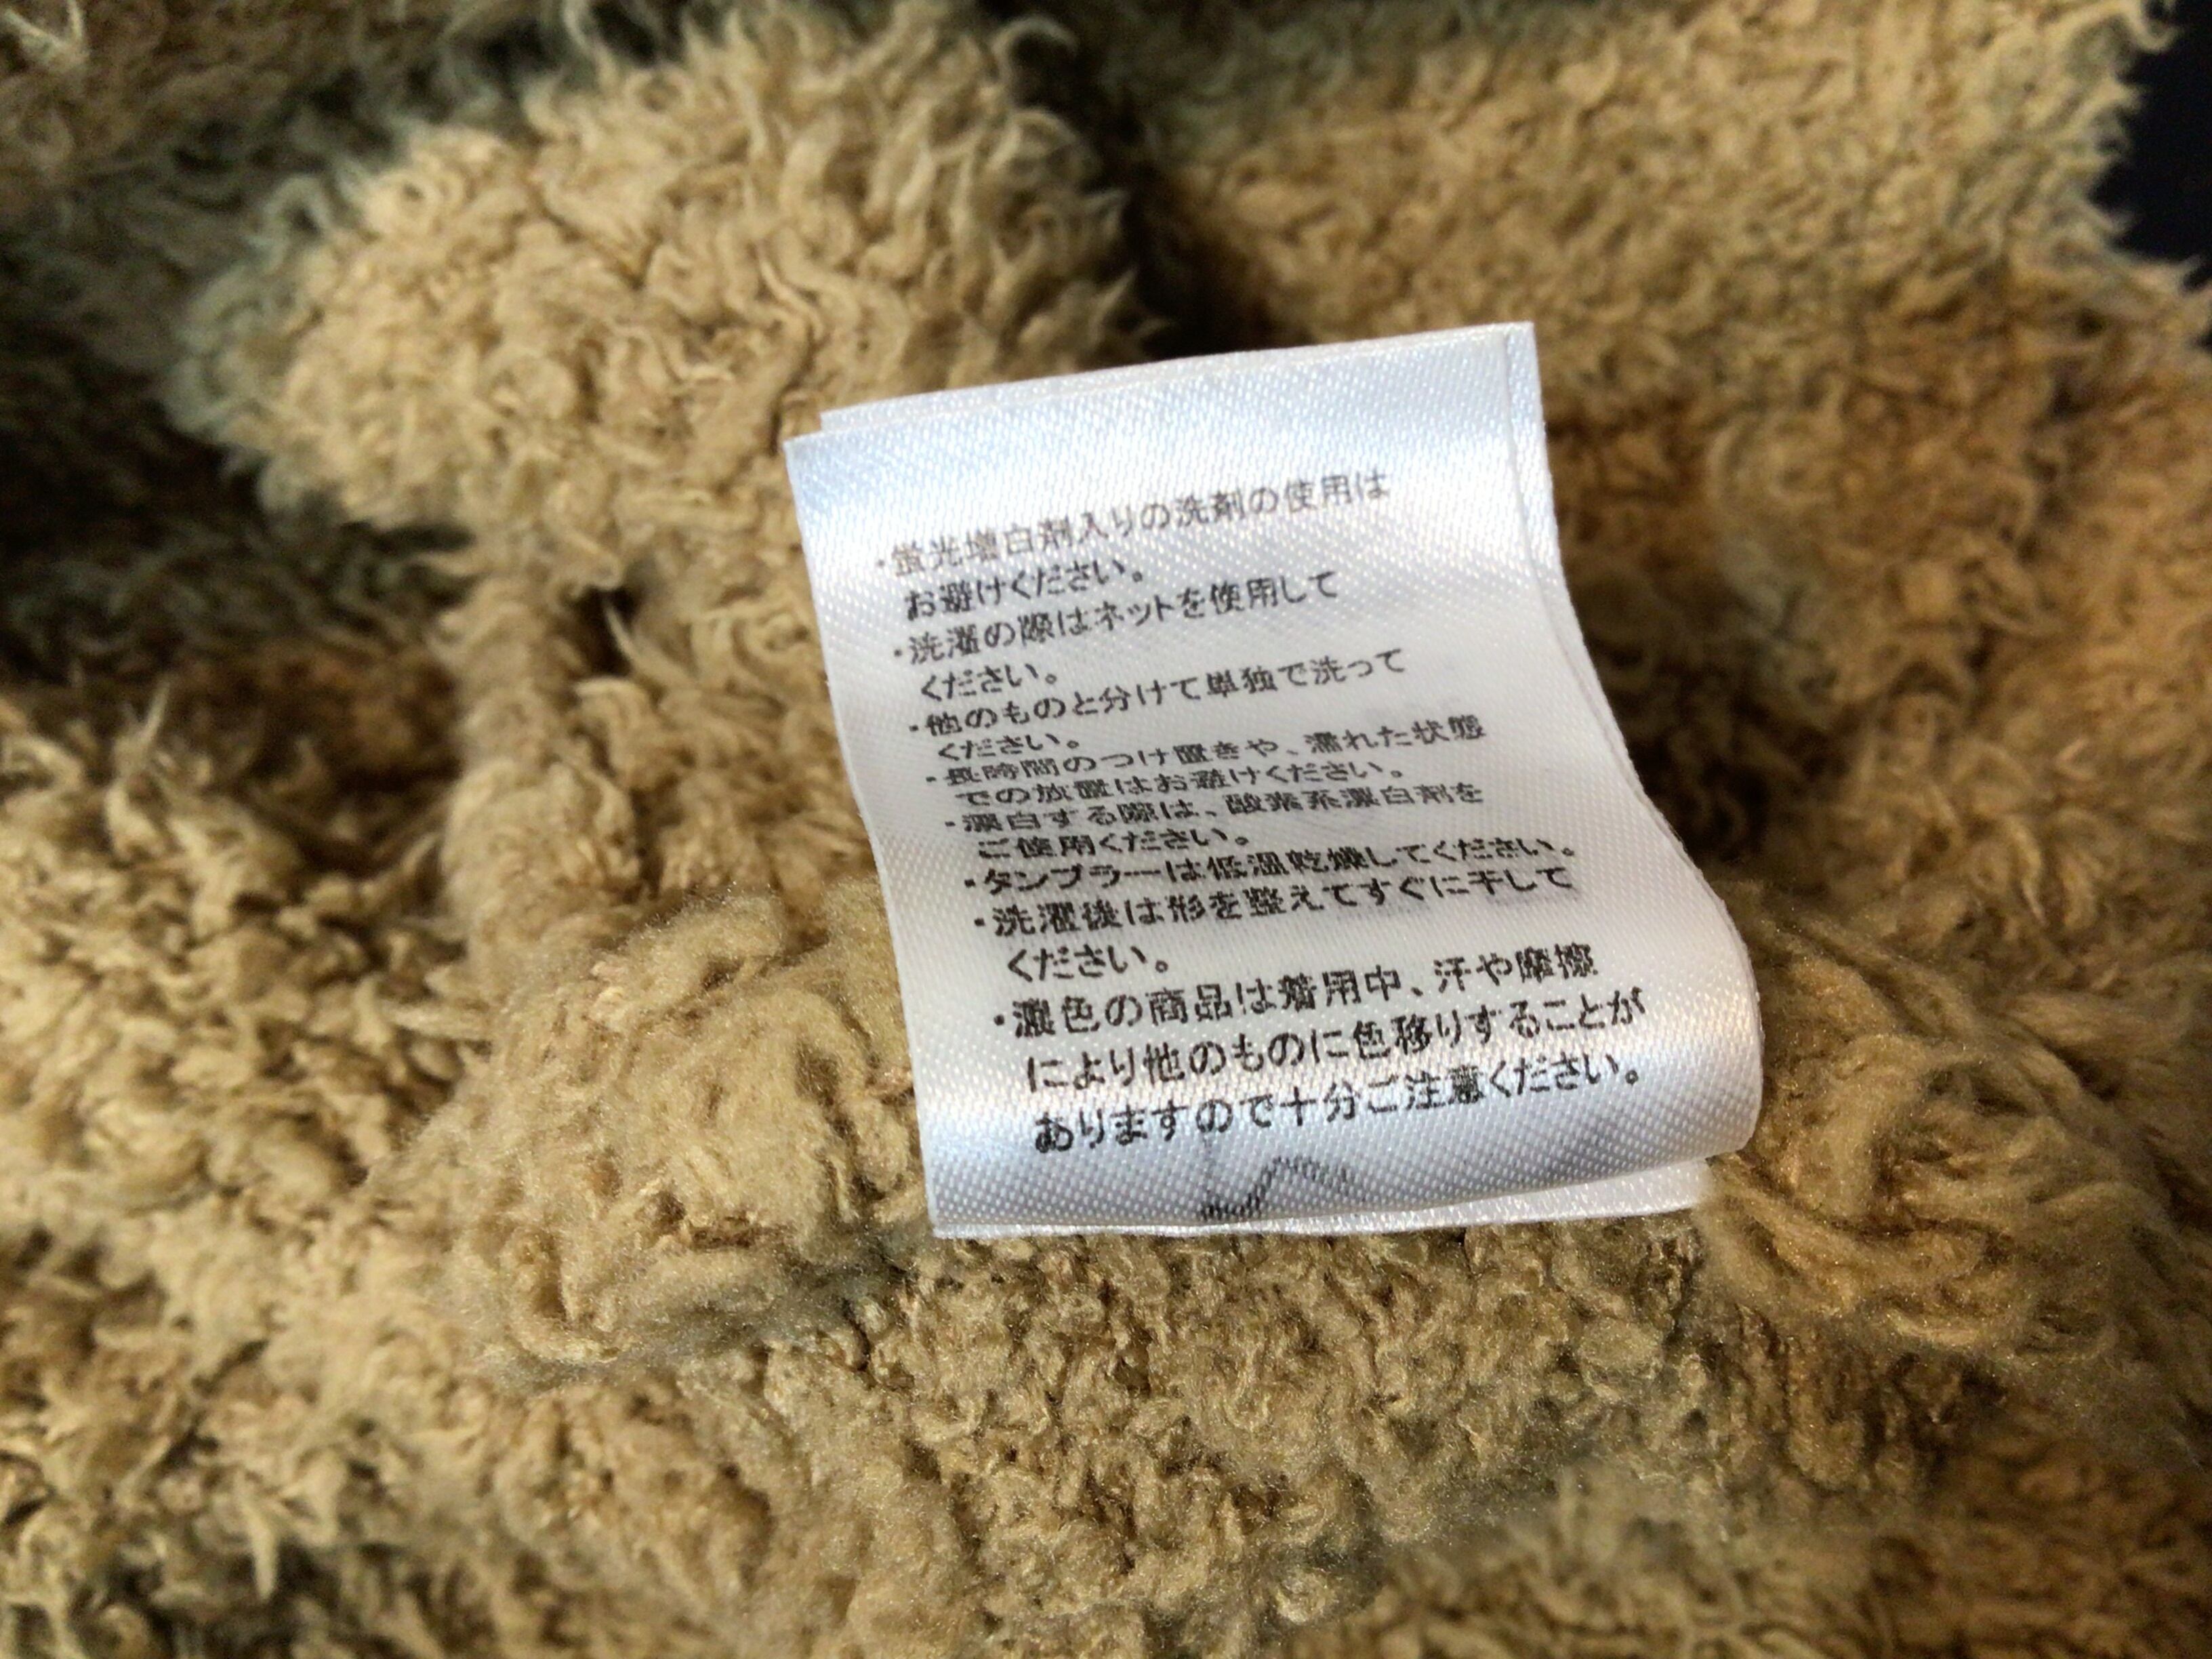 ・蛍光増白剤入りの洗剤の使用は
お避けください。
・洗濯の際はネットを使用して
ください。
・他のものと分けて単独で洗って
ください。
・長時間のつけ置きや、濡れた状態
での放置はお避けください。
・漂白する際は、酸素系漂白剤を
ご使用ください。
・タンブラーは低温乾燥してください。
・洗濯後は形を整えてすぐに干して
ください。
・濃色の商品は着用中、汗や摩擦
により他のものに色移りすることが
ありますので十分ご注意ください。